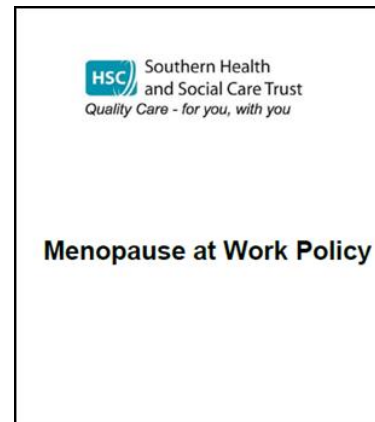 HSC Southern Health
and Social Care Trust
Quality Care - for you, with you
Menopause at Work Policy